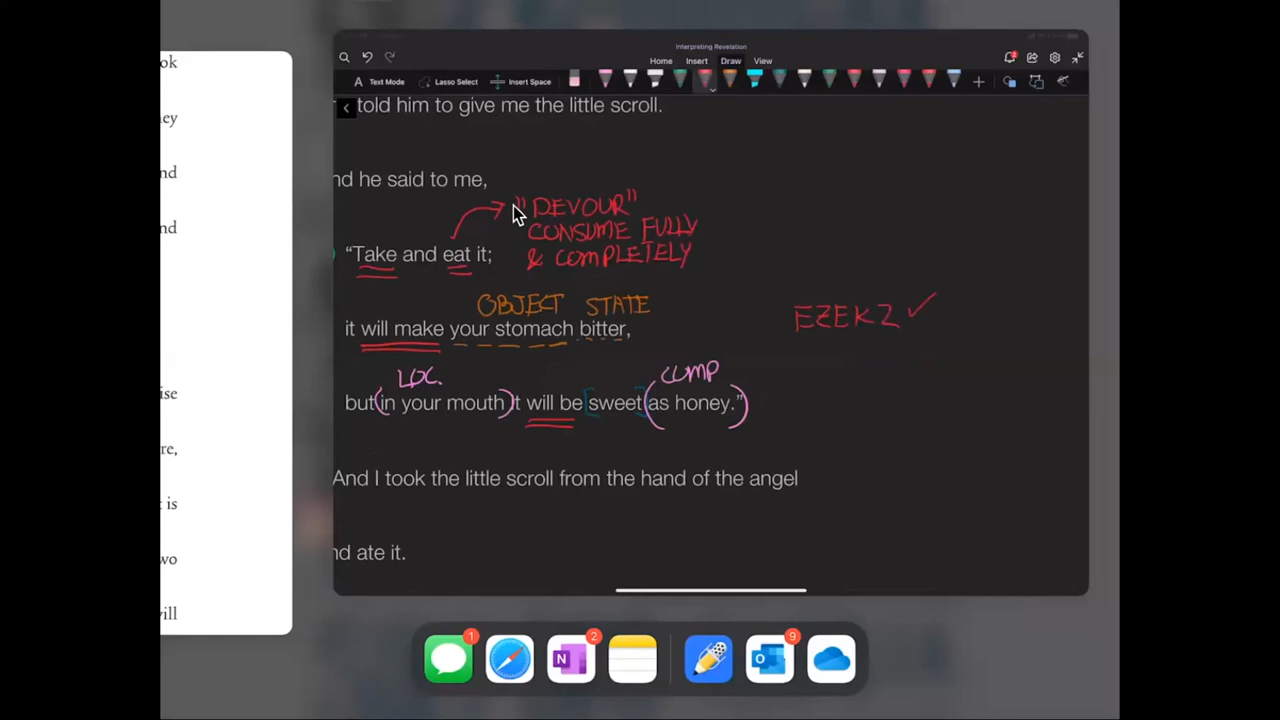 ok
ey
nd
nd
ise
re,
is
wo
vill
Interpreting Revelation
Home Insert Draw View
2
Text Mode Lasso Select Insert Space
told him to give me the little scroll.
nd he said to me,
"DEVOUR"
CONSUME FULLY
& COMPLETELY
“Take and eat it;
OBJECT STATE
EZEK 2
it will make your stomach bitter,
LOC. COMP
but (in your mouth) it will be [sweet] (as honey.”)
And I took the little scroll from the hand of the angel
nd ate it.
1 2 9